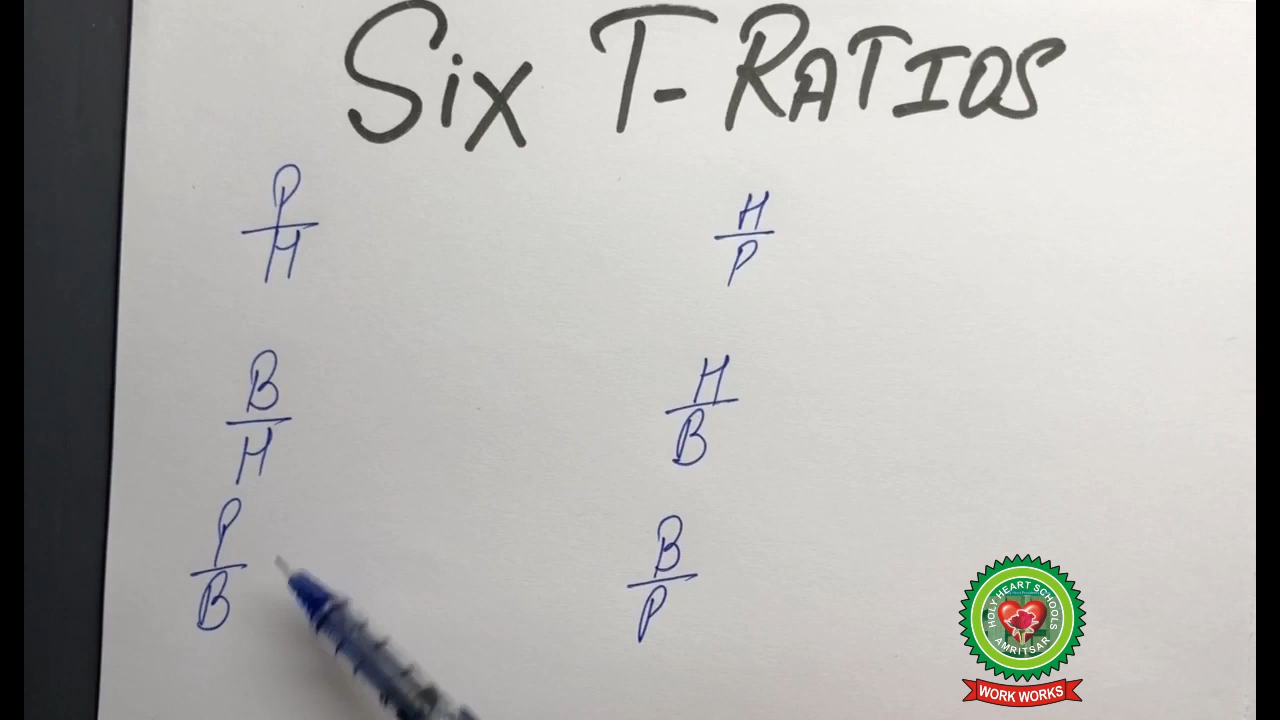 Six T-RATIOS
P
H
H
P
B
H
H
B
P
B
B
P
HOLY HEART SCHOOLS
AMRITSAR
WORK WORKS